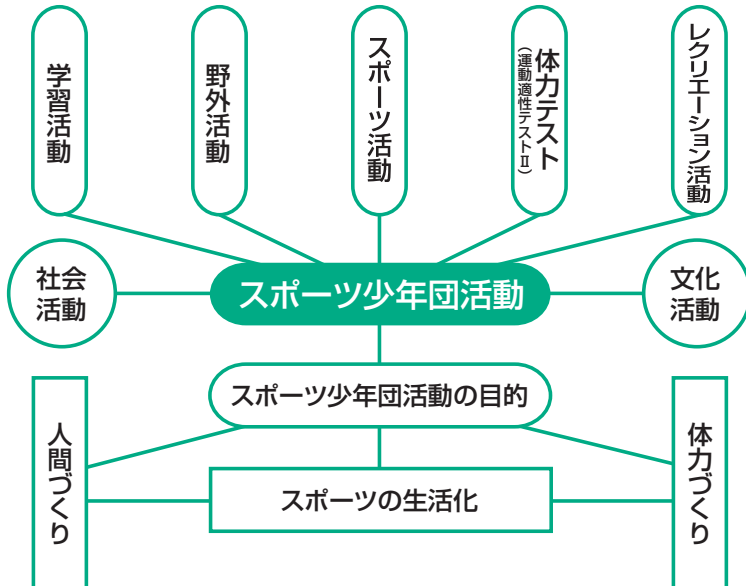 学習活動
野外活動
スポーツ活動
体力テスト
(運動適性テストⅡ)
レクリエーション活動
社会
活動
スポーツ少年団活動
文化
活動
スポーツ少年団活動の目的
人間づくり
スポーツの生活化
体力づくり